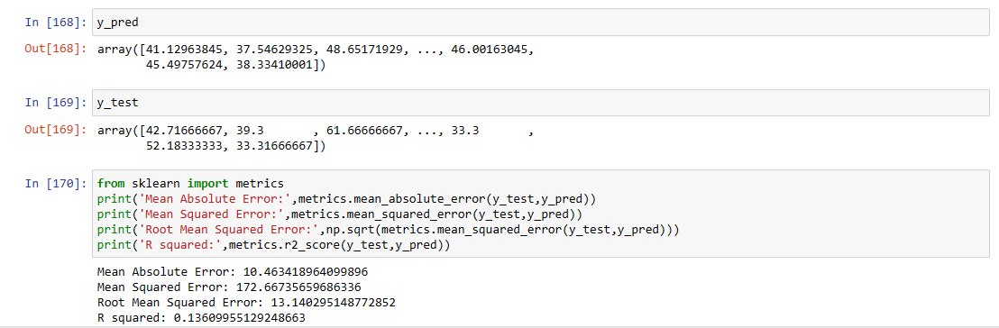 In [168]: y_pred
Out[168]: array([41.12963845, 37.54629325, 48.65171929, ..., 46.00163045,
       45.49757624, 38.33410001])
In [169]: y_test
Out[169]: array([42.71666667, 39.3       , 61.66666667, ..., 33.3       ,
       52.18333333, 33.31666667])
In [170]: from sklearn import metrics
print('Mean Absolute Error:',metrics.mean_absolute_error(y_test,y_pred))
print('Mean Squared Error:',metrics.mean_squared_error(y_test,y_pred))
print('Root Mean Squared Error:',np.sqrt(metrics.mean_squared_error(y_test,y_pred)))
print('R squared:',metrics.r2_score(y_test,y_pred))
Mean Absolute Error: 10.463418964099896
Mean Squared Error: 172.66735659686336
Root Mean Squared Error: 13.140295148772852
R squared: 0.13609955129248663